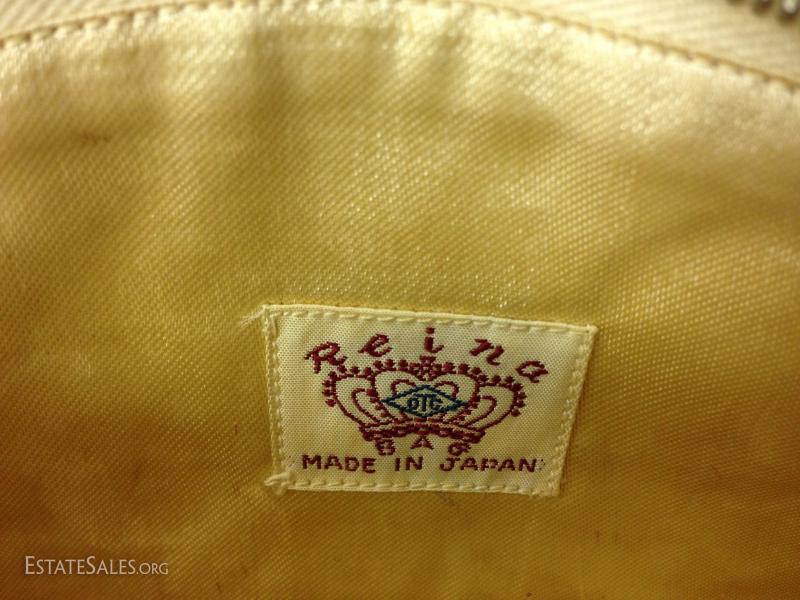 Reina
OTC
BAG
MADE IN JAPAN
ESTATESALES.ORG